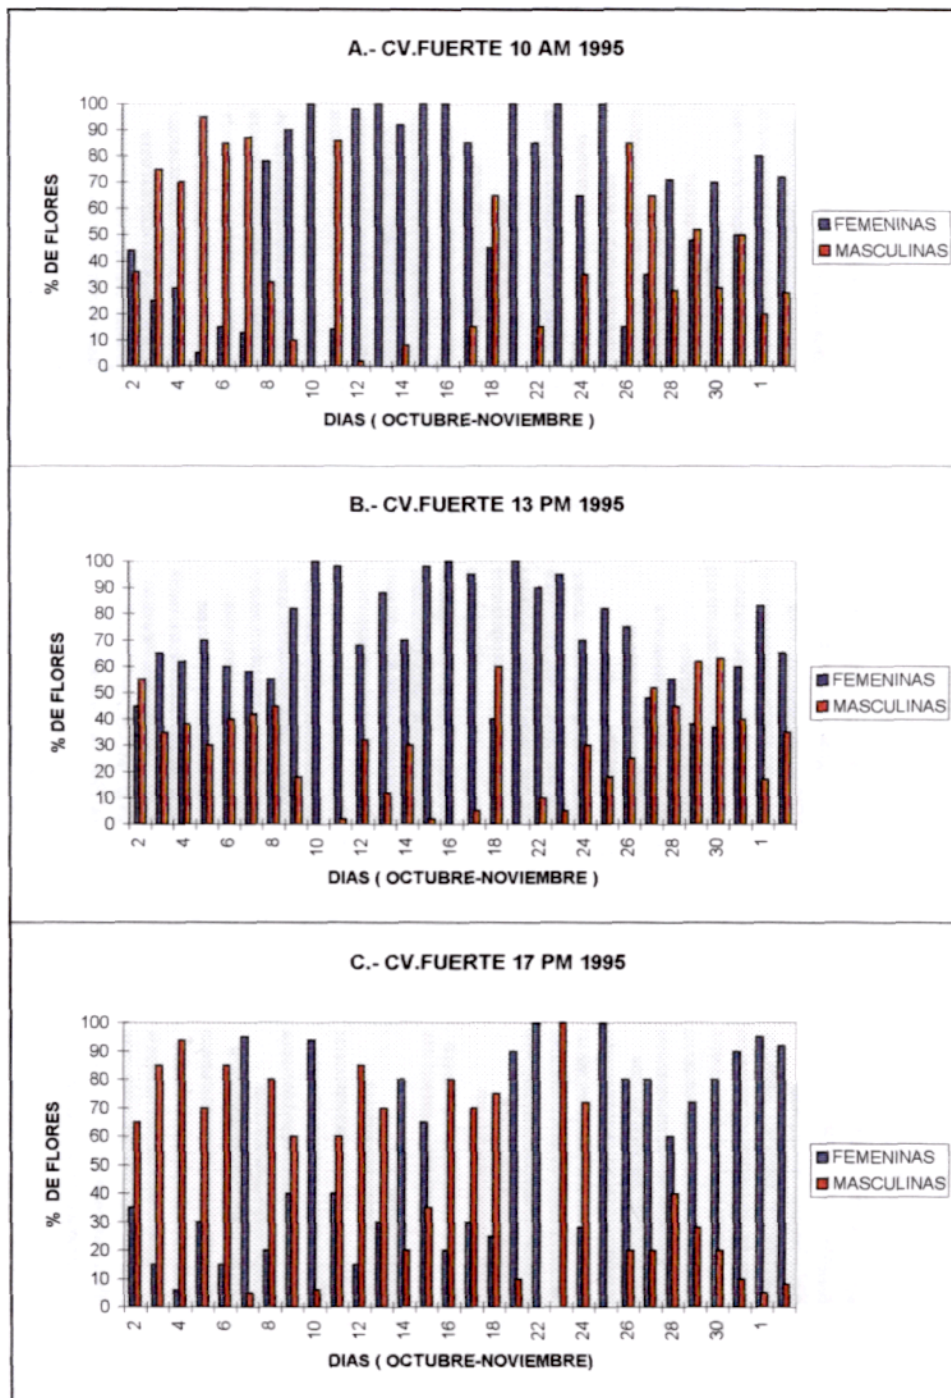 A.- CV.FUERTE 10 AM 1995
100
90
80
70
60
50
40
30
20
10
0
% DE FLORES
2 4 6 8 10 12 14 16 18 22 24 26 28 30 1
DIAS ( OCTUBRE-NOVIEMBRE )
FEMENINAS
MASCULINAS
B.- CV.FUERTE 13 PM 1995
100
90
80
70
60
50
40
30
20
10
0
% DE FLORES
2 4 6 8 10 12 14 16 18 22 24 26 28 30 1
DIAS ( OCTUBRE-NOVIEMBRE )
FEMENINAS
MASCULINAS
C.- CV.FUERTE 17 PM 1995
100
90
80
70
60
50
40
30
20
10
0
% DE FLORES
2 4 6 8 10 12 14 16 18 22 24 26 28 30 1
DIAS ( OCTUBRE-NOVIEMBRE)
FEMENINAS
MASCULINAS